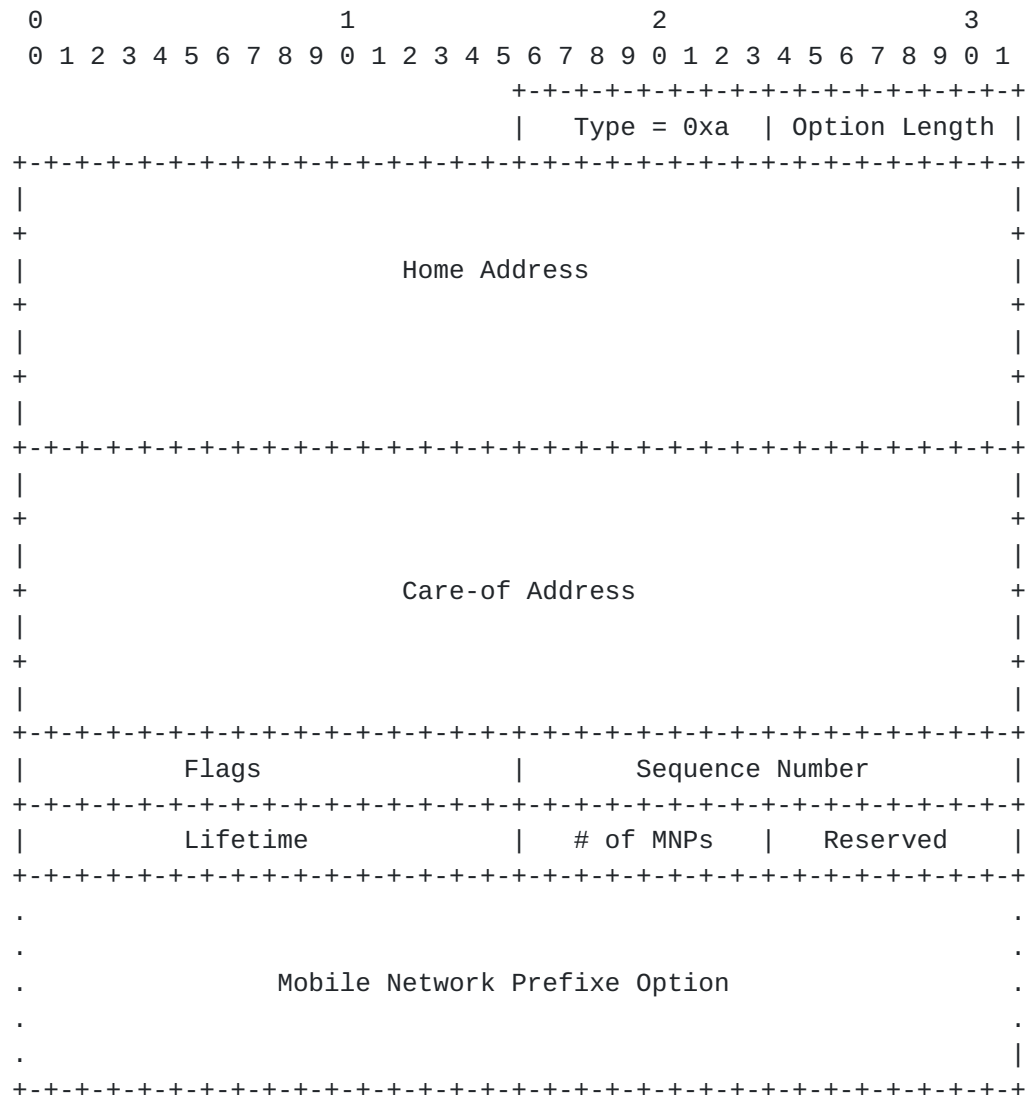 0                   1                   2                   3
 0 1 2 3 4 5 6 7 8 9 0 1 2 3 4 5 6 7 8 9 0 1 2 3 4 5 6 7 8 9 0 1
                                +-+-+-+-+-+-+-+-+-+-+-+-+-+-+-+-+
                                |   Type = 0xa  | Option Length |
+-+-+-+-+-+-+-+-+-+-+-+-+-+-+-+-+-+-+-+-+-+-+-+-+-+-+-+-+-+-+-+-+
|                                                               |
+                                                               +
|                        Home Address                           |
+                                                               +
|                                                               |
+                                                               +
|                                                               |
+-+-+-+-+-+-+-+-+-+-+-+-+-+-+-+-+-+-+-+-+-+-+-+-+-+-+-+-+-+-+-+-+
|                                                               |
+                                                               +
|                                                               |
+                        Care-of Address                        +
|                                                               |
+                                                               +
|                                                               |
+-+-+-+-+-+-+-+-+-+-+-+-+-+-+-+-+-+-+-+-+-+-+-+-+-+-+-+-+-+-+-+-+
|          Flags                |       Sequence Number         |
+-+-+-+-+-+-+-+-+-+-+-+-+-+-+-+-+-+-+-+-+-+-+-+-+-+-+-+-+-+-+-+-+
|          Lifetime             |   # of MNPs   |   Reserved    |
+-+-+-+-+-+-+-+-+-+-+-+-+-+-+-+-+-+-+-+-+-+-+-+-+-+-+-+-+-+-+-+-+
.                                                               .
.                                                               .
.                Mobile Network Prefixe Option                  .
.                                                               .
.                                                               |
+-+-+-+-+-+-+-+-+-+-+-+-+-+-+-+-+-+-+-+-+-+-+-+-+-+-+-+-+-+-+-+-+